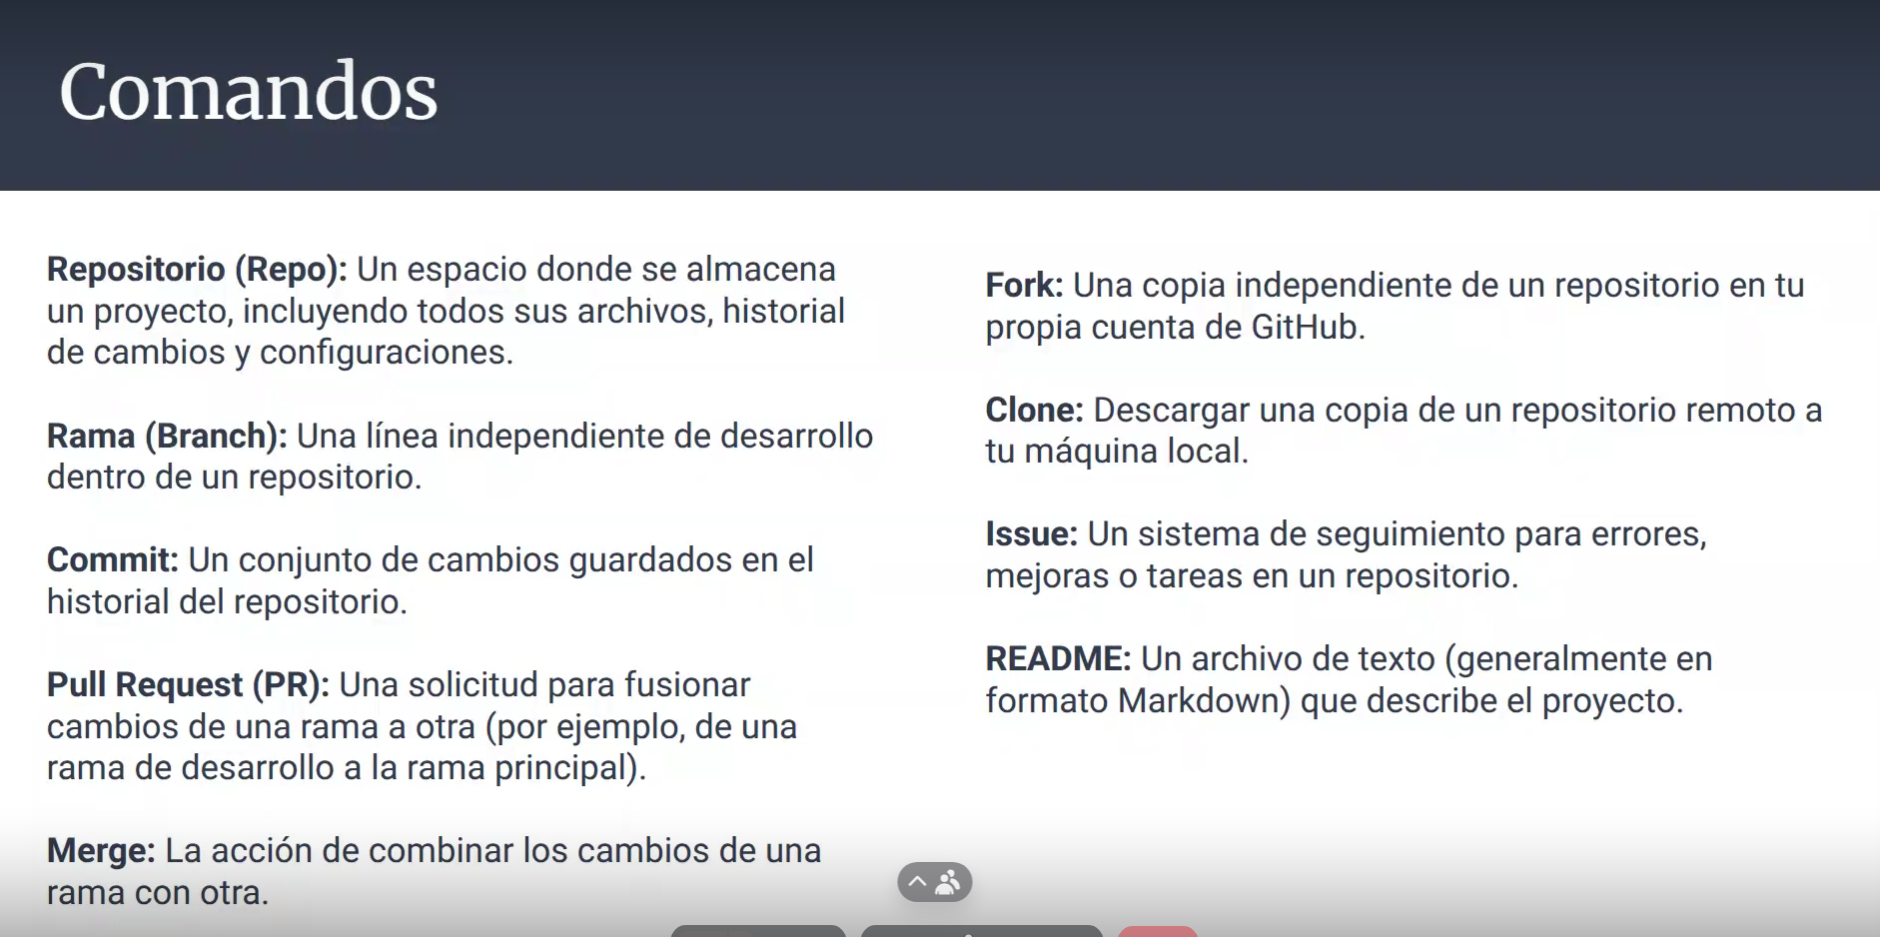 Comandos
Repositorio (Repo): Un espacio donde se almacena
un proyecto, incluyendo todos sus archivos, historial
de cambios y configuraciones.
Rama (Branch): Una línea independiente de desarrollo
dentro de un repositorio.
Commit: Un conjunto de cambios guardados en el
historial del repositorio.
Pull Request (PR): Una solicitud para fusionar
cambios de una rama a otra (por ejemplo, de una
rama de desarrollo a la rama principal).
Merge: La acción de combinar los cambios de una
rama con otra.
Fork: Una copia independiente de un repositorio en tu
propia cuenta de GitHub.
Clone: Descargar una copia de un repositorio remoto a
tu máquina local.
Issue: Un sistema de seguimiento para errores,
mejoras o tareas en un repositorio.
README: Un archivo de texto (generalmente en
formato Markdown) que describe el proyecto.